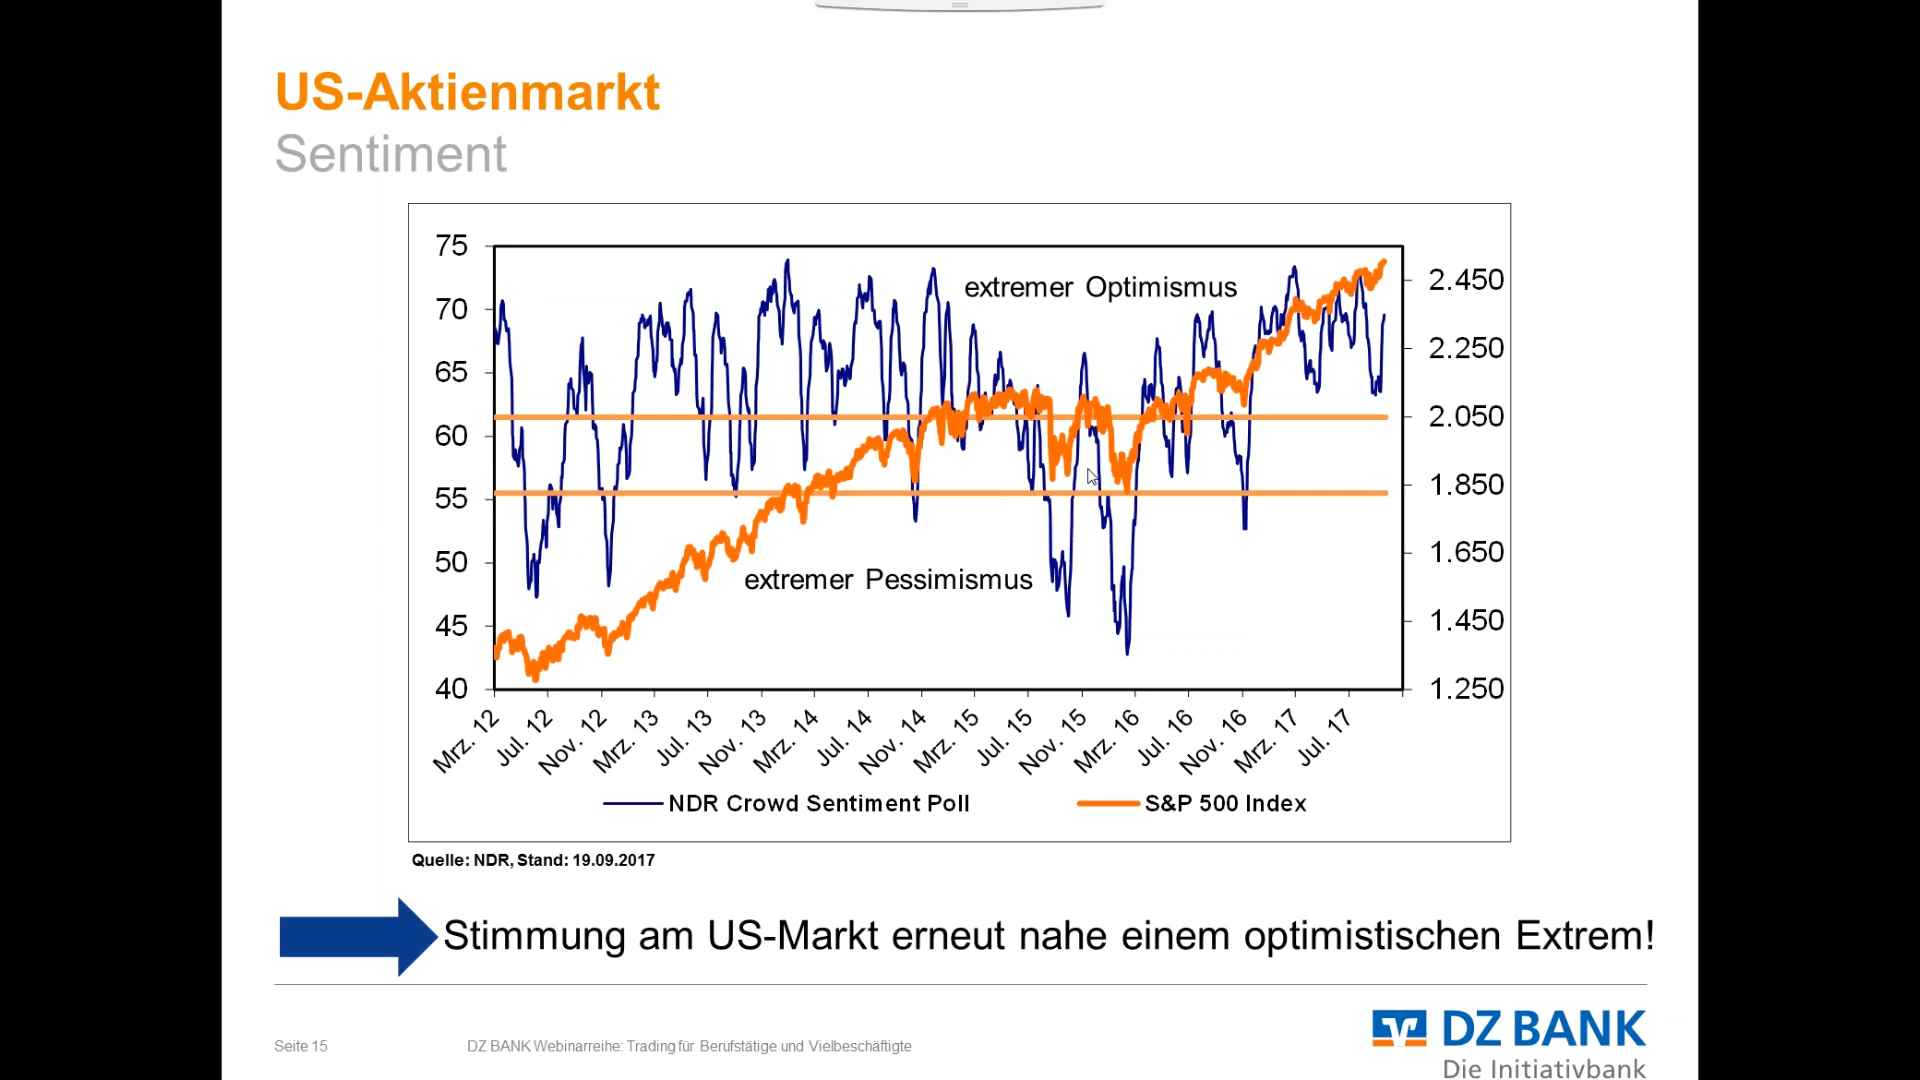 US-Aktienmarkt
Sentiment
75
70
65
60
55
50
45
40
extremer Optimismus
extremer Pessimismus
2.450
2.250
2.050
1.850
1.650
1.450
1.250
Mrz. 12
Jul. 12
Nov. 12
Mrz. 13
Jul. 13
Nov. 13
Mrz. 14
Jul. 14
Nov. 14
Mrz. 15
Jul. 15
Nov. 15
Mrz. 16
Jul. 16
Nov. 16
Mrz. 17
Jul. 17
NDR Crowd Sentiment Poll
S&P 500 Index
Quelle: NDR, Stand: 19.09.2017
Stimmung am US-Markt erneut nahe einem optimistischen Extrem!
Seite 15
DZ BANK Webinarreihe: Trading für Berufstätige und Vielbeschäftigte
DZ BANK
Die Initiativbank